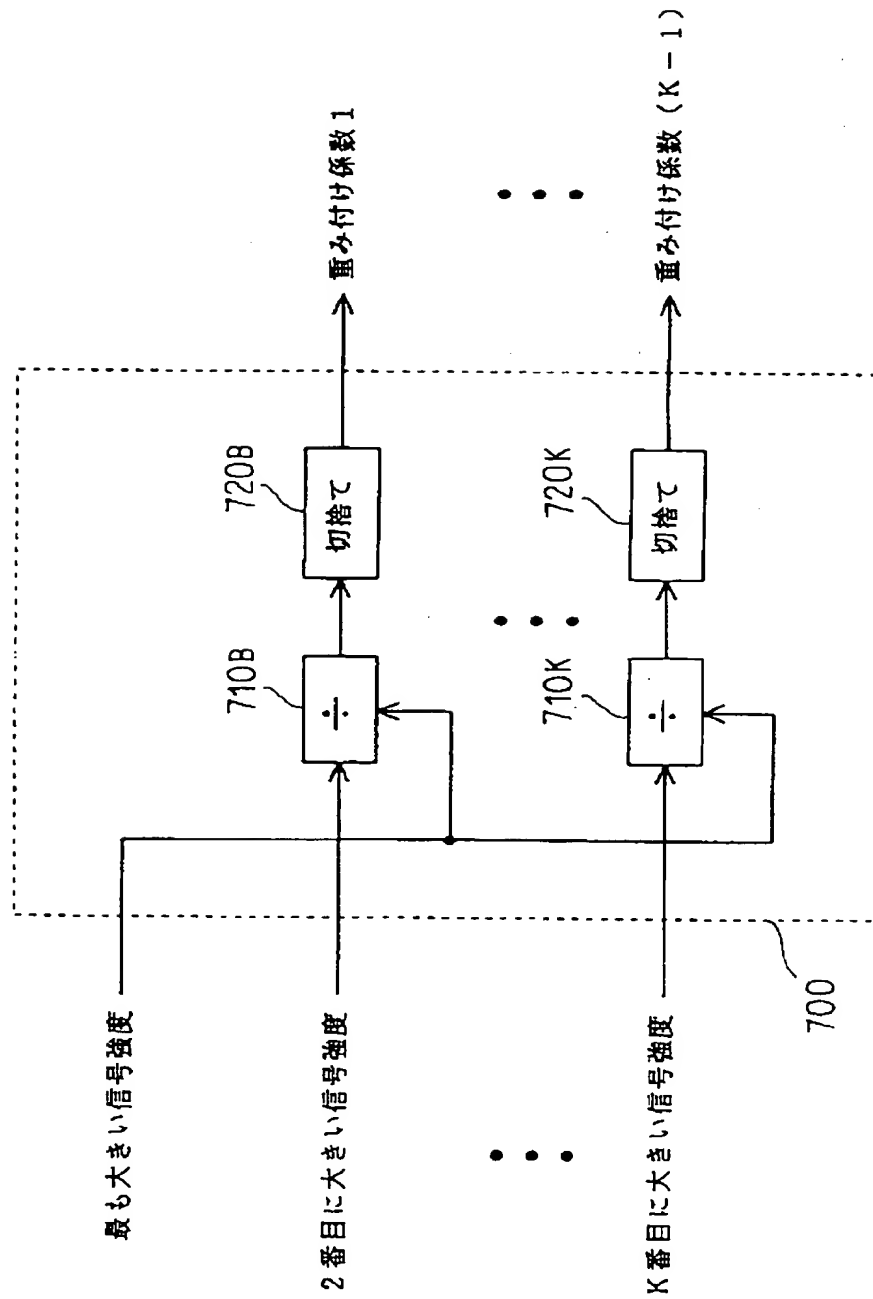 最も大きい信号強度
2番目に大きい信号強度
K番目に大きい信号強度
700
710B
÷
710K
÷
720B
切捨て
720K
切捨て
重み付け係数1
重み付け係数(K-1)